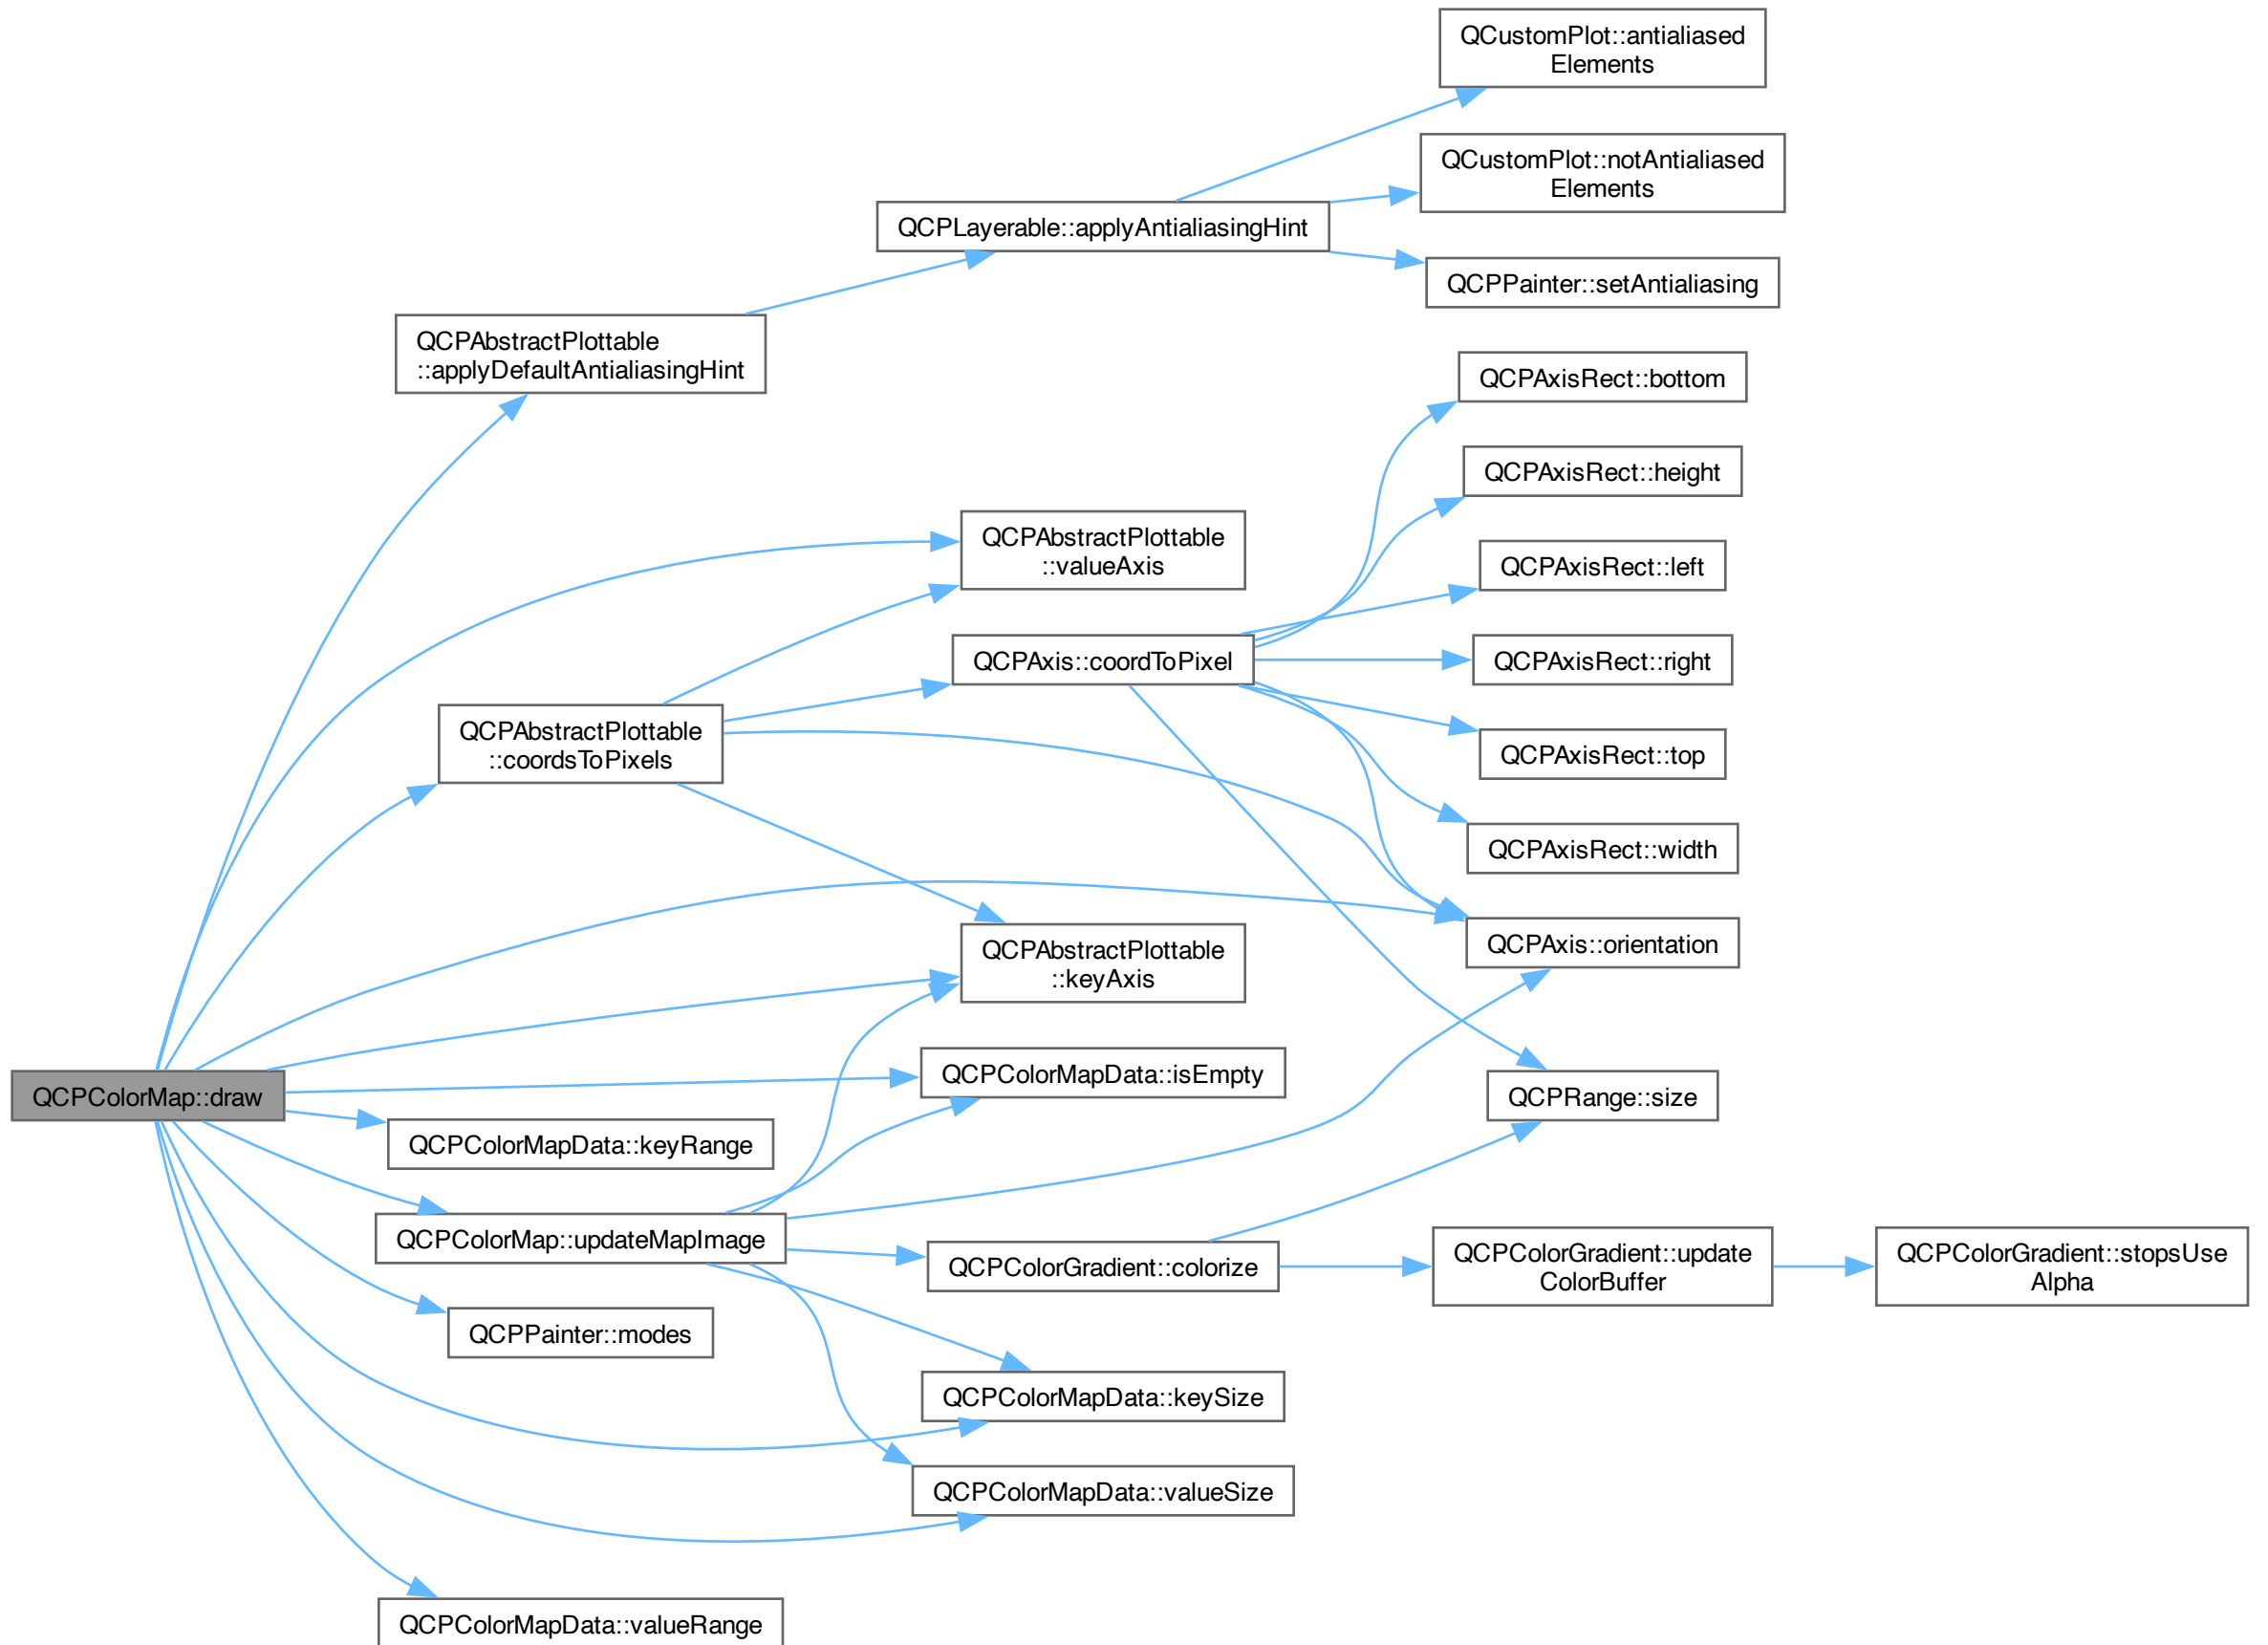 QCustomPlot::antialiased
Elements
QCustomPlot::notAntialiased
Elements
QCPLayerable::applyAntialiasingHint
QCPPainter::setAntialiasing
QCPAbstractPlottable
::applyDefaultAntialiasingHint
QCPAxisRect::bottom
QCPAxisRect::height
QCPAbstractPlottable
::valueAxis
QCPAxisRect::left
QCPAxis::coordToPixel
QCPAxisRect::right
QCPAbstractPlottable
::coordsToPixels
QCPAxisRect::top
QCPAxisRect::width
QCPAbstractPlottable
::keyAxis
QCPAxis::orientation
QCPColorMapData::isEmpty
QCPColorMap::draw
QCPRange::size
QCPColorMapData::keyRange
QCPColorMap::updateMapImage
QCPColorGradient::colorize
QCPColorGradient::update
ColorBuffer
QCPColorGradient::stopsUse
Alpha
QCPPainter::modes
QCPColorMapData::keySize
QCPColorMapData::valueSize
QCPColorMapData::valueRange